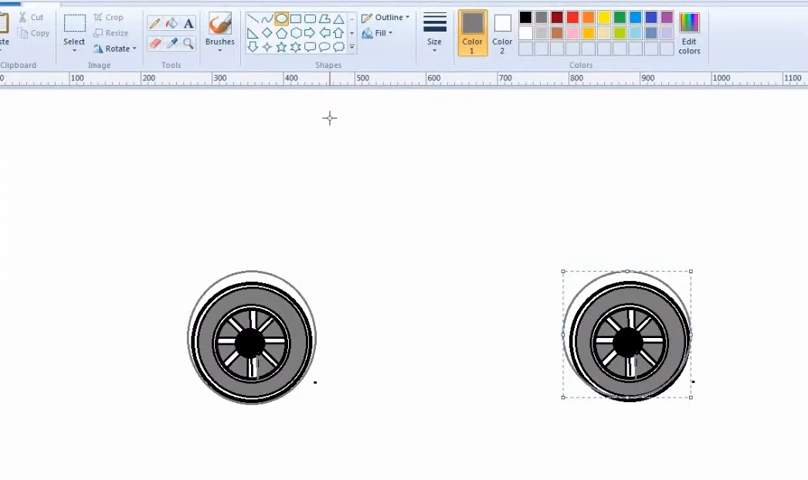 Cut
Copy
Clipboard
Select
Crop
Resize
Rotate
Image
Tools
Brushes
Shapes
Outline
Fill
Size
Color
1
Color
2
Colors
Edit
colors
100 200 300 400 500 600 700 800 900 1000 1100